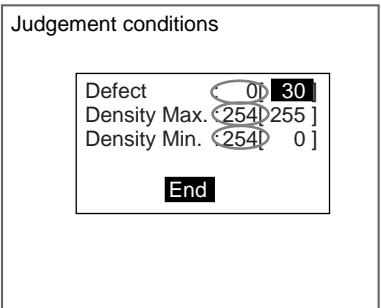 Judgement conditions
Defect : 0[ 30 ]
Density Max. :254[ 255 ]
Density Min. :254[ 0 ]
End